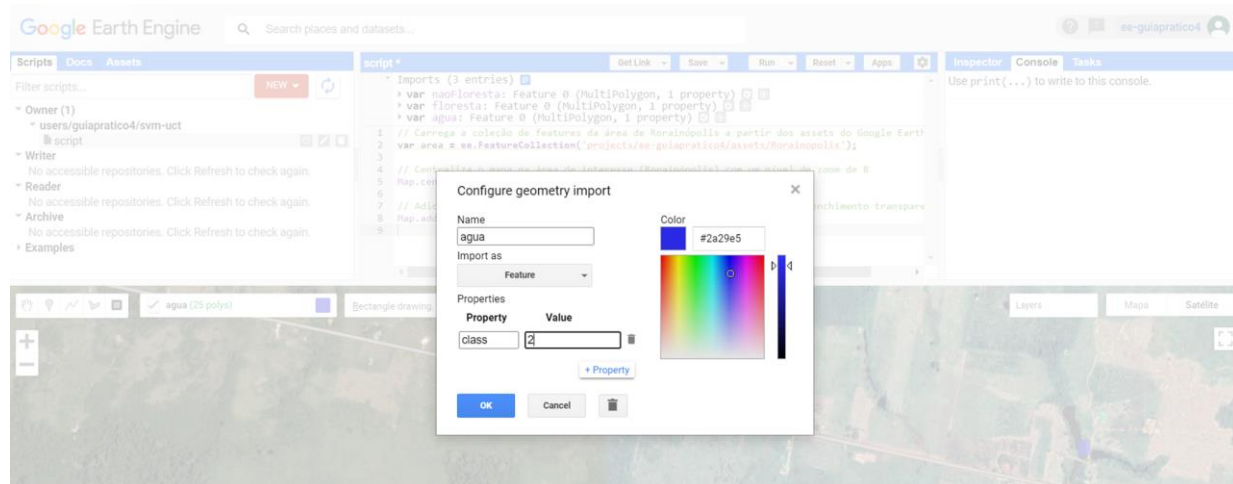 Google Earth Engine
Search places and datasets...
ee-guiapratico4
Scripts Docs Assets
Filter scripts...
NEW
Owner (1)
users/guiapratico4/svm-uct
script
Writer
No accessible repositories. Click Refresh to check again.
Reader
No accessible repositories. Click Refresh to check again.
Archive
No accessible repositories. Click Refresh to check again.
Examples
script *
Get Link Save Run Reset Apps
Imports (3 entries)
var naoFloresta: Feature 0 (MultiPolygon, 1 property)
var floresta: Feature 0 (MultiPolygon, 1 property)
var agua: Feature 0 (MultiPolygon, 1 property)
1 // Carrega a coleção de features da área de Rorainópolis a partir dos assets do Google Earth
2 var area = ee.FeatureCollection('projects/ee-guiapratico4/assets/Rorainopolis');
3
4 // Centraliza o mapa na área de interesse (Rorainópolis) com um nível de zoom de 8
5 Map.cen
6
7 // Adic
8 Map.add
9
Inspector Console Tasks
Use print(...) to write to this console.
Configure geometry import
Name
agua
Import as
Feature
Properties
Property Value
class 2
+ Property
OK Cancel
Color
#2a29e5
agua (25 polys)
Rectangle drawing.
Layers
Mapa Satélite